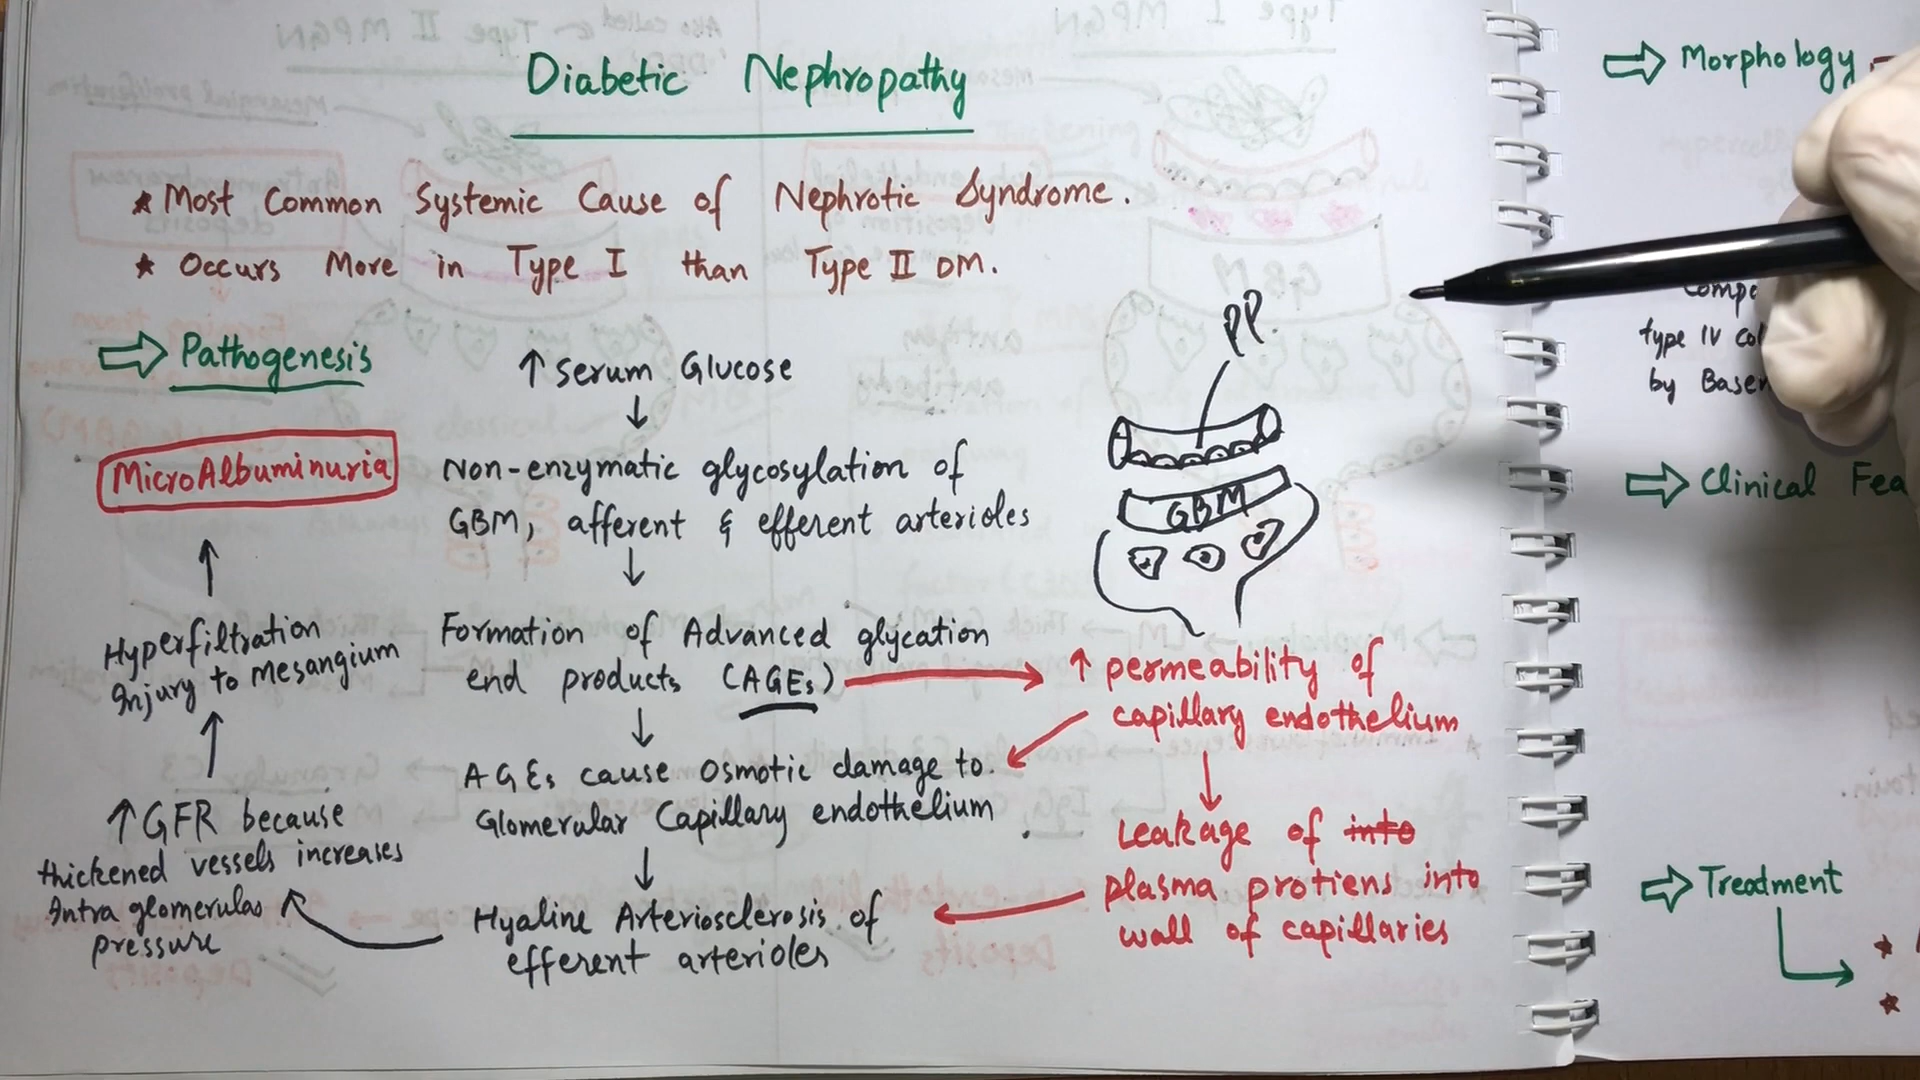 Diabetic Nephropathy
★ Most Common Systemic Cause of Nephrotic Syndrome.
★ Occurs More in Type I than Type II DM.
⇨ Pathogenesis
↑ serum Glucose
↓
Non-enzymatic glycosylation of
GBM, afferent & efferent arterioles
↓
Formation of Advanced glycation
end products (AGEs) →
↓
AGEs cause Osmotic damage to
Glomerular Capillary endothelium
↓
Hyaline Arteriosclerosis of
efferent arterioles
PP
GBM
↑ permeability of
capillary endothelium
↓
Leakage of into
plasma protiens into
wall of capillaries
↑ GFR because
thickened vessels increases
Intra glomerular
pressure
↑
Hyperfiltration
Injury to Mesangium
↑
MicroAlbuminuria
⇨ Morphology
type IV
by
⇨ Clinical
⇨ Treatment
★
★